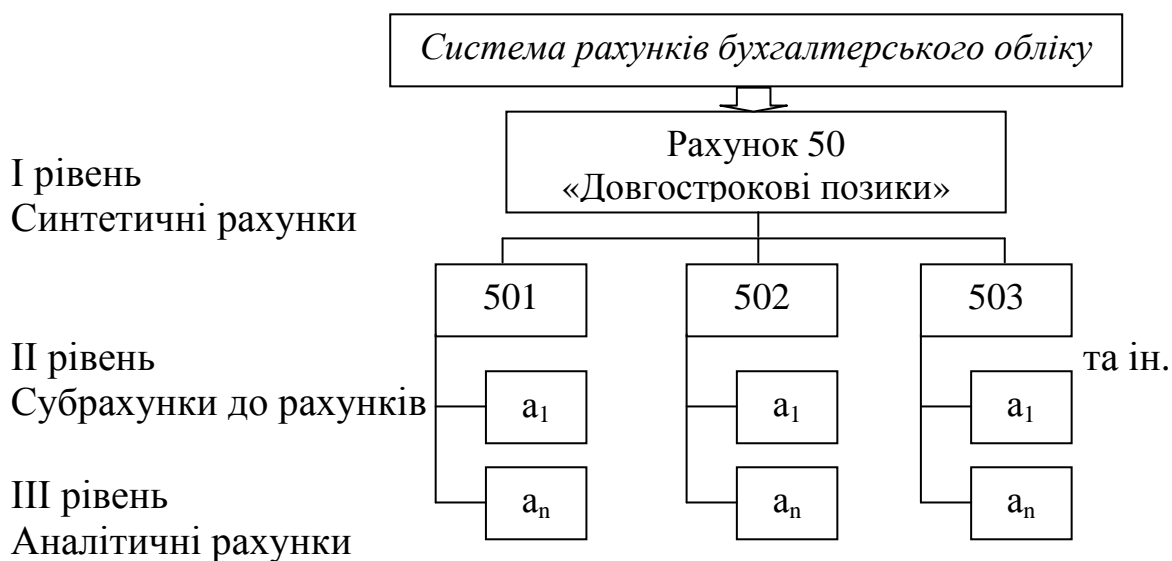 Система рахунків бухгалтерського обліку
Рахунок 50
«Довгострокові позики»
І рівень
Синтетичні рахунки
501
502
503
ІІ рівень
та ін.
Субрахунки до рахунків
a₁
a₁
a₁
ІІІ рівень
aₙ
aₙ
aₙ
Аналітичні рахунки